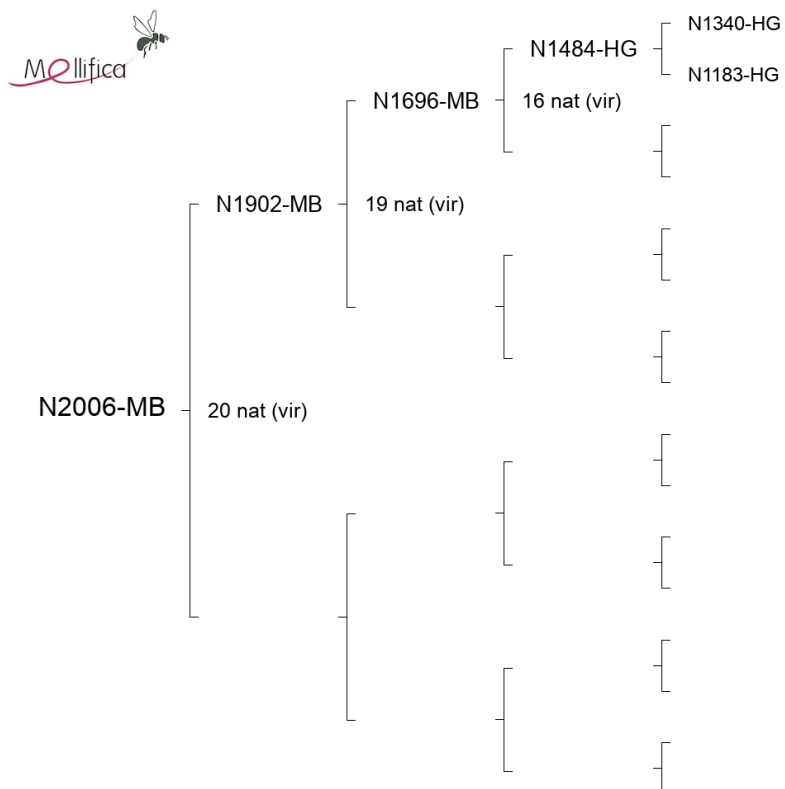 Mellifica
N1340-HG
N1484-HG
N1183-HG
N1696-MB
16 nat (vir)
N1902-MB
19 nat (vir)
N2006-MB
20 nat (vir)